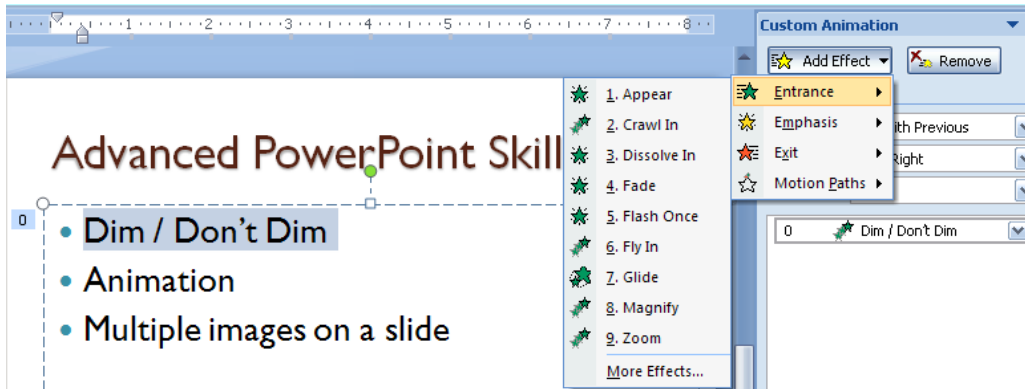 1 2 3 4 5 6 7 8
Custom Animation
Add Effect
Remove
Entrance
Emphasis
Exit
Motion Paths
ith Previous
Right
1. Appear
2. Crawl In
3. Dissolve In
4. Fade
5. Flash Once
6. Fly In
7. Glide
8. Magnify
9. Zoom
More Effects...
0 Dim / Don't Dim
Advanced PowerPoint Skill
0
• Dim / Don't Dim
• Animation
• Multiple images on a slide